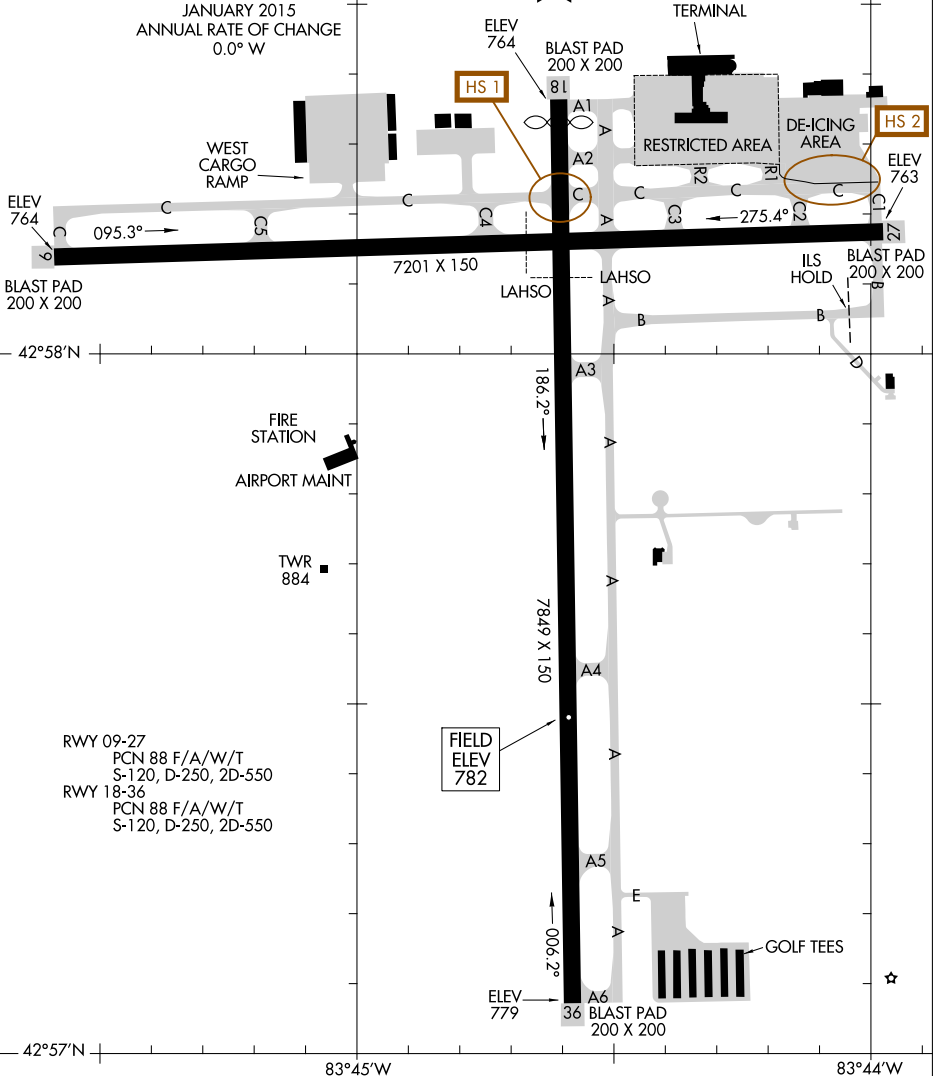 JANUARY 2015
ANNUAL RATE OF CHANGE
0.0° W
ELEV
764
BLAST PAD
200 X 200
TERMINAL
HS 1
18
A1
A
A2
RESTRICTED AREA
DE-ICING
AREA
HS 2
WEST
CARGO
RAMP
R2
R1
ELEV
763
ELEV
764
C
C
C
C
C
C
C1
C
C5
C4
A
C3
C2
095.3°
275.4°
27
9
7201 X 150
BLAST PAD
200 X 200
BLAST PAD
200 X 200
LAHSO
LAHSO
ILS
HOLD
B
A
B
B
42°58'N
D
A3
186.2°
FIRE
STATION
A
AIRPORT MAINT
TWR
884
A
7849 X 150
A4
FIELD
ELEV
782
A
RWY 09-27
PCN 88 F/A/W/T
S-120, D-250, 2D-550
RWY 18-36
PCN 88 F/A/W/T
S-120, D-250, 2D-550
A5
E
006.2°
A
GOLF TEES
ELEV
779
A6
36
BLAST PAD
200 X 200
42°57'N
83°45'W
83°44'W